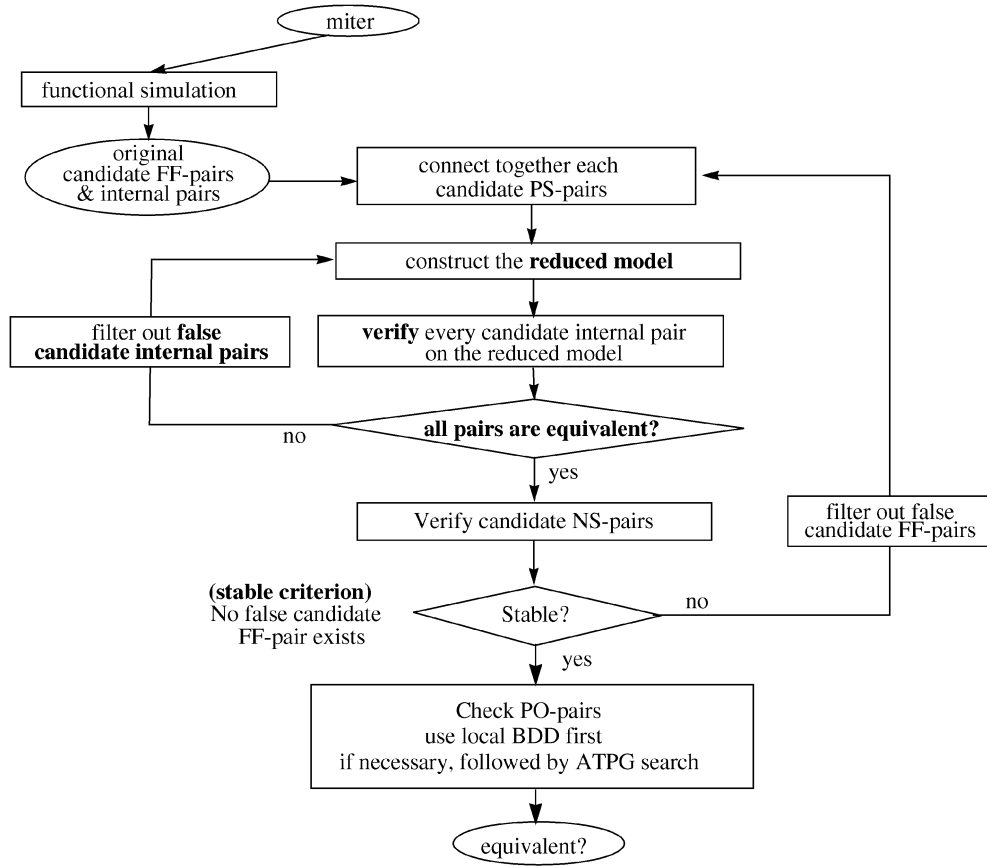 miter
functional simulation
original
candidate FF-pairs
& internal pairs
connect together each
candidate PS-pairs
construct the reduced model
filter out false
candidate internal pairs
verify every candidate internal pair
on the reduced model
all pairs are equivalent?
no
yes
Verify candidate NS-pairs
filter out false
candidate FF-pairs
(stable criterion)
No false candidate
FF-pair exists
Stable?
no
yes
Check PO-pairs
use local BDD first
if necessary, followed by ATPG search
equivalent?